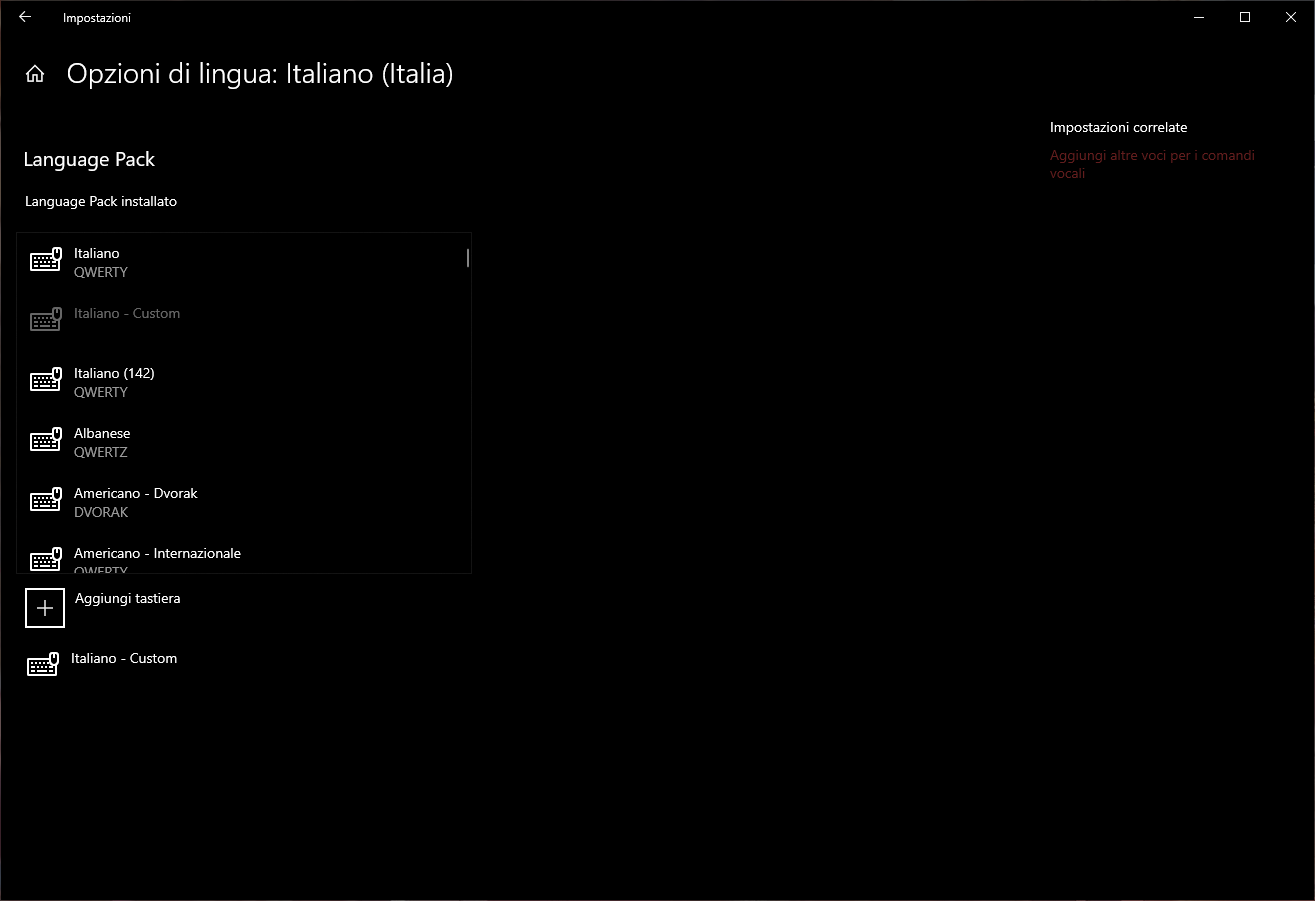 Impostazioni
Opzioni di lingua: Italiano (Italia)
Impostazioni correlate
Aggiungi altre voci per i comandi
vocali
Language Pack
Language Pack installato
Italiano
QWERTY
Italiano - Custom
Italiano (142)
QWERTY
Albanese
QWERTZ
Americano - Dvorak
DVORAK
Americano - Internazionale
QWERTY
Aggiungi tastiera
Italiano - Custom